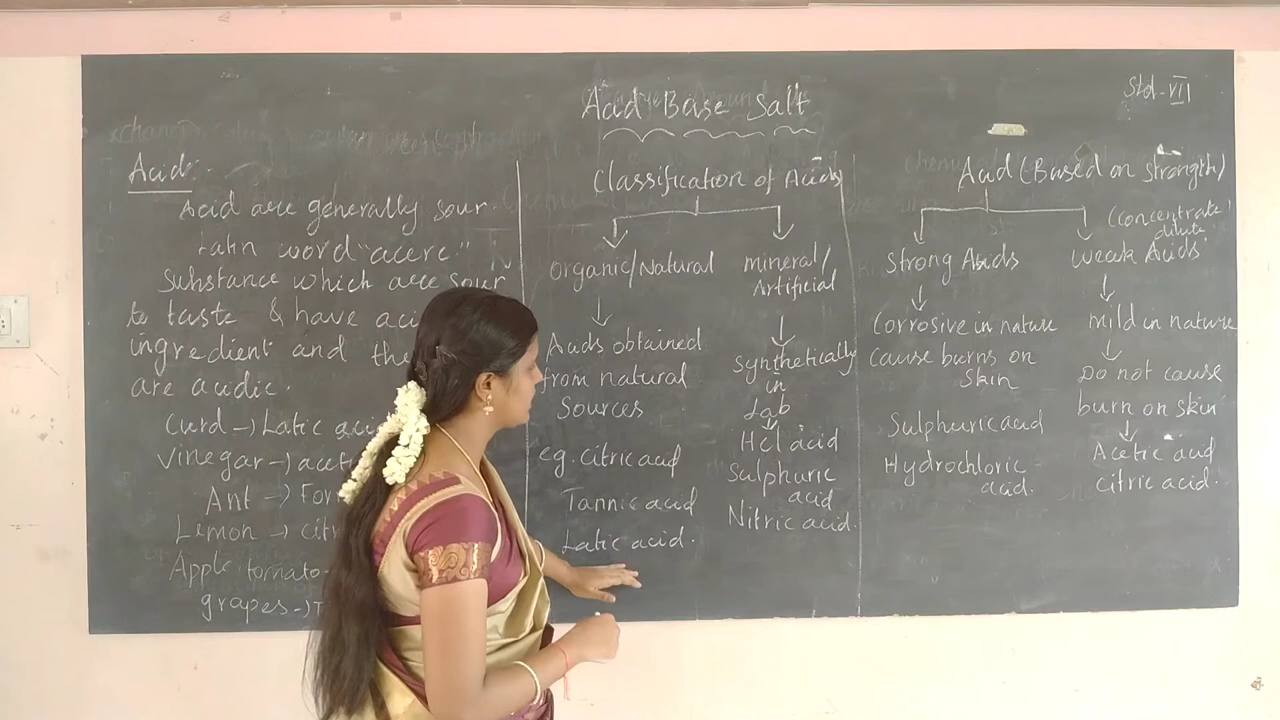 Acid Base Salt
Std-VII
Acid:-
Acid are generally sour.
Latin word "acere"
Substance which are sour
to taste & have aci
ingredient and the
are acidic.
Curd → Latic acid
Vinegar → acet
Ant → For
Lemon → citr
Apple, tomato-
grapes →
Classification of Acids
Organic/Natural
Acids obtained
from natural
Sources
eg. citric acid
Tannic acid
Latic acid.
mineral/
Artificial
Synthetically
in
Lab
Hcl acid
Sulphuric
acid
Nitric acid.
Acid (Based on strength)
(concentrate,
dilute)
Strong Acids
Corrosive in nature
cause burns on
Skin
Sulphuric acid
Hydrochloric
acid.
weak Acids
mild in nature
Do not cause
burn on skin
Acetic acid
citric acid.